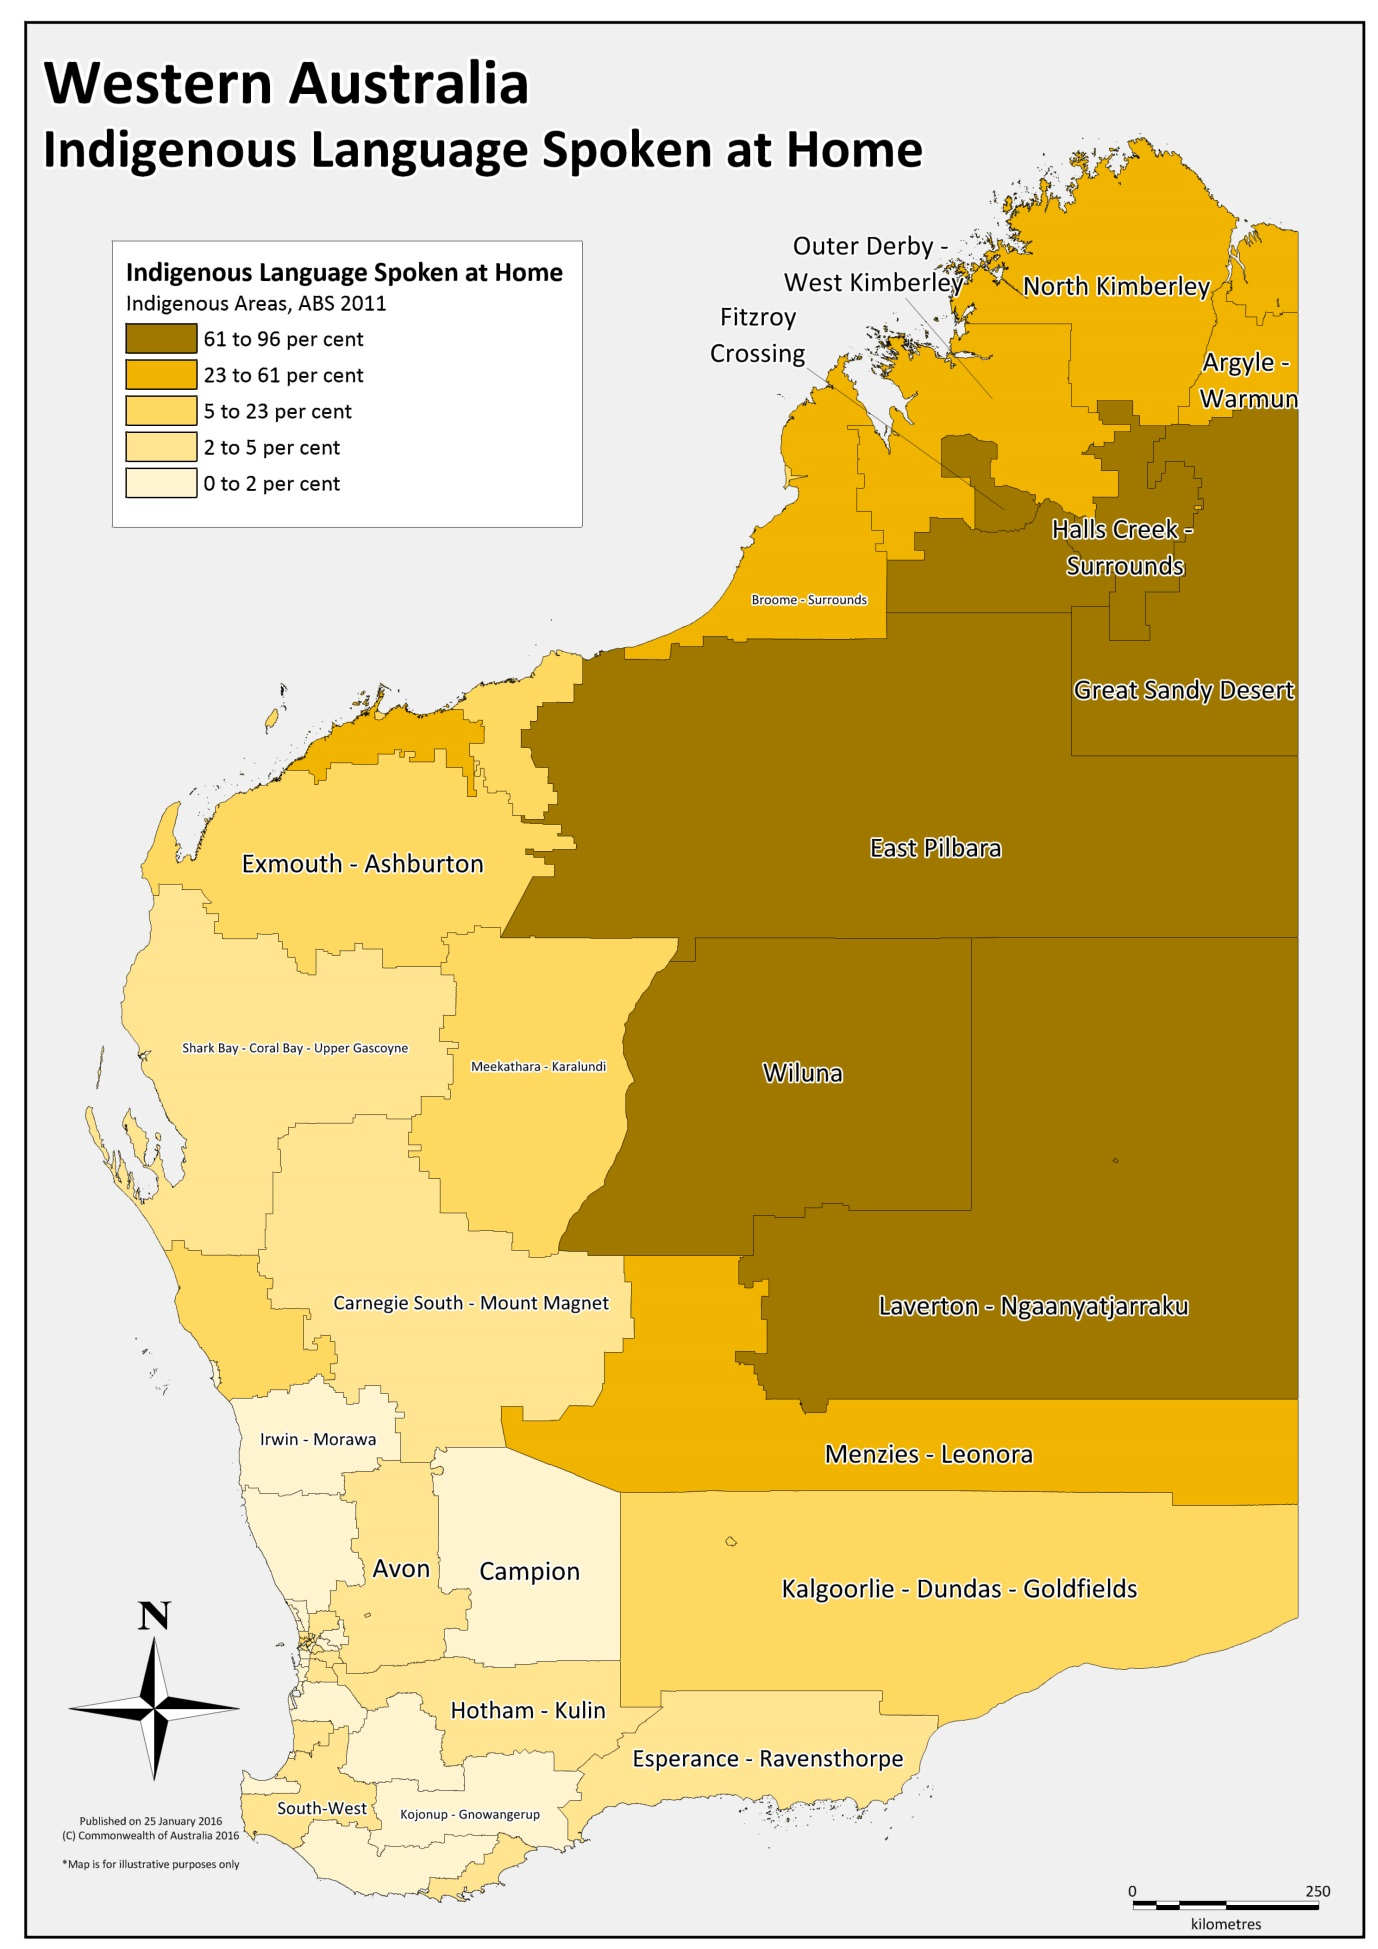 Western Australia
Indigenous Language Spoken at Home
Indigenous Language Spoken at Home
Indigenous Areas, ABS 2011
61 to 96 per cent
23 to 61 per cent
5 to 23 per cent
2 to 5 per cent
0 to 2 per cent
Outer Derby -
West Kimberley
Fitzroy
Crossing
North Kimberley
Argyle -
Warmun
Halls Creek -
Surrounds
Broome - Surrounds
Great Sandy Desert
East Pilbara
Exmouth - Ashburton
Shark Bay - Coral Bay - Upper Gascoyne
Meekathara - Karalundi
Wiluna
Carnegie South - Mount Magnet
Laverton - Ngaanyatjarraku
Irwin - Morawa
Menzies - Leonora
Avon
Campion
Kalgoorlie - Dundas - Goldfields
N
Hotham - Kulin
Esperance - Ravensthorpe
South-West
Kojonup - Gnowangerup
Published on 25 January 2016
(C) Commonwealth of Australia 2016
*Map is for illustrative purposes only
0 250
kilometres